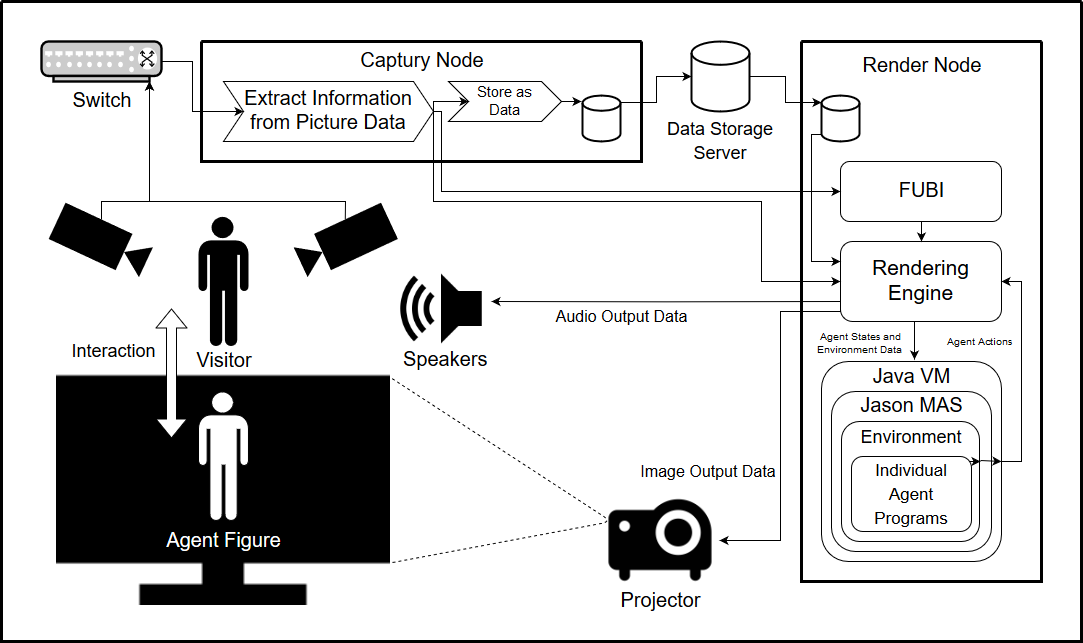 Switch
Captury Node
Extract Information
from Picture Data
Store as
Data
Data Storage
Server
Render Node
FUBI
Rendering
Engine
Audio Output Data
Speakers
Interaction
Visitor
Agent States and
Environment Data
Agent Actions
Java VM
Jason MAS
Environment
Individual
Agent
Programs
Image Output Data
Agent Figure
Projector